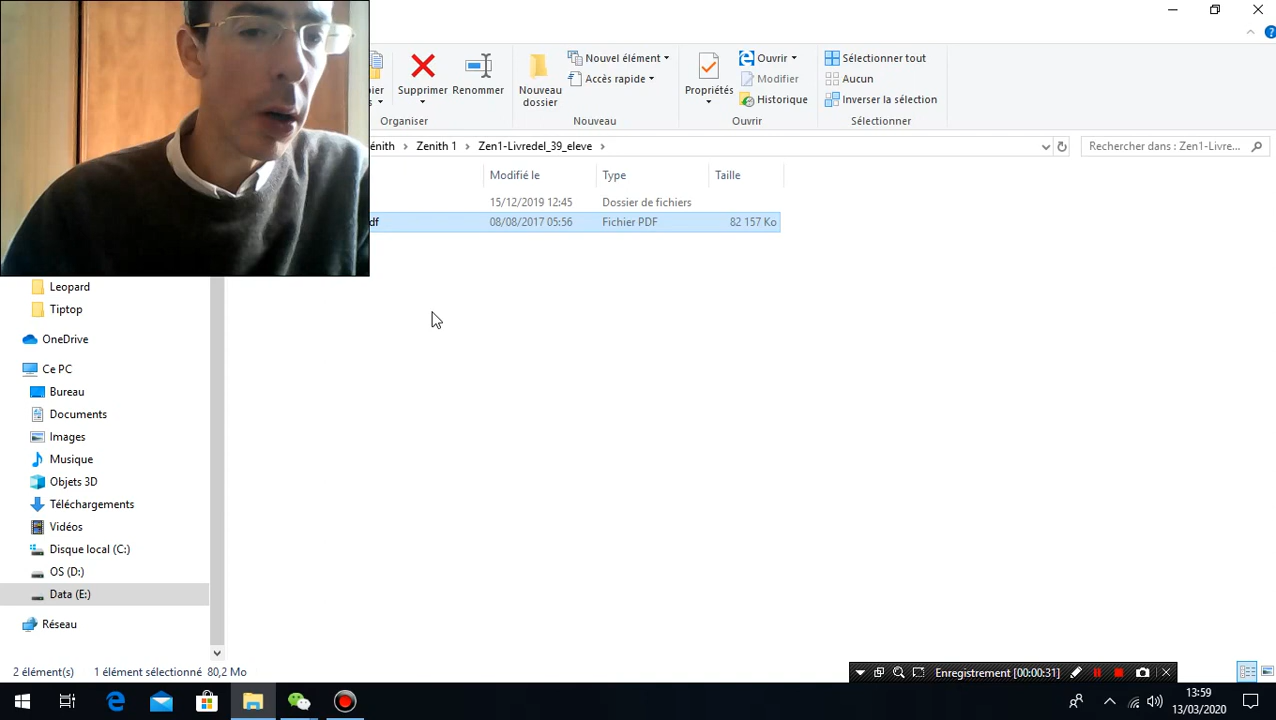 Supprimer
Renommer
Nouveau
dossier
Nouvel élément
Accès rapide
Propriétés
Ouvrir
Modifier
Historique
Sélectionner tout
Aucun
Inverser la sélection
Organiser
Nouveau
Ouvrir
Sélectionner
Zenith 1 > Zen1-Livredel_39_eleve >
Rechercher dans : Zen1-Livre...
Modifié le Type Taille
15/12/2019 12:45 Dossier de fichiers
df 08/08/2017 05:56 Fichier PDF 82 157 Ko
Leopard
Tiptop
OneDrive
Ce PC
Bureau
Documents
Images
Musique
Objets 3D
Téléchargements
Vidéos
Disque local (C:)
OS (D:)
Data (E:)
Réseau
2 élément(s) 1 élément sélectionné 80,2 Mo
Enregistrement [00:00:31]
13:59
13/03/2020